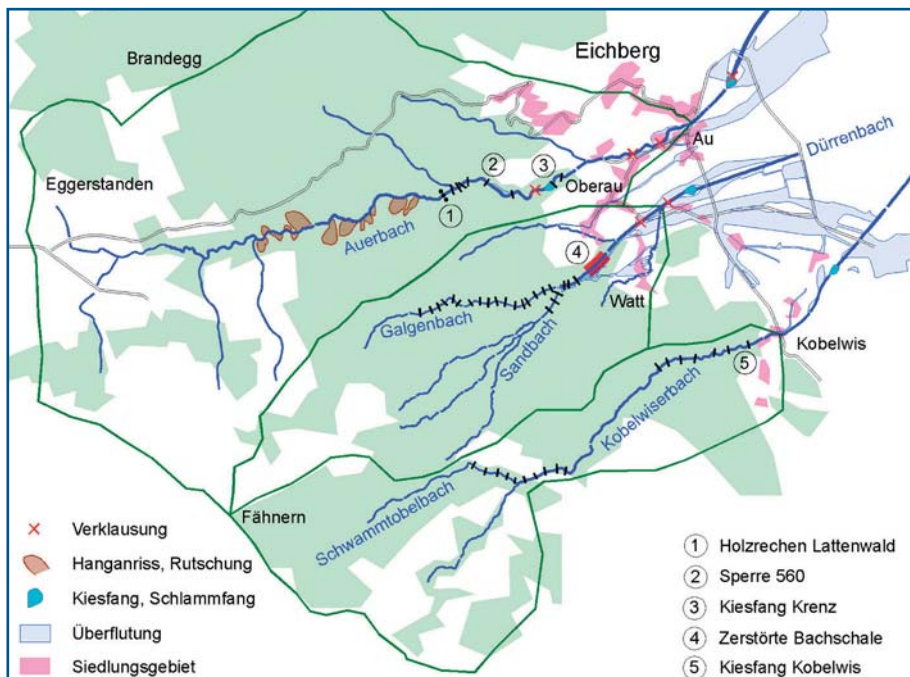 Brandegg
Eichberg
Eggerstanden
Au
Dürrenbach
2
3
Oberau
1
Auerbach
4
Galgenbach
Watt
Sandbach
Kobelwis
5
Kobelwiserbach
Fähnern
Schwammtobelbach
Verklausung
Hanganriss, Rutschung
Kiesfang, Schlammfang
Überflutung
Siedlungsgebiet
1 Holzrechen Lattenwald
2 Sperre 560
3 Kiesfang Krenz
4 Zerstörte Bachschale
5 Kiesfang Kobelwis